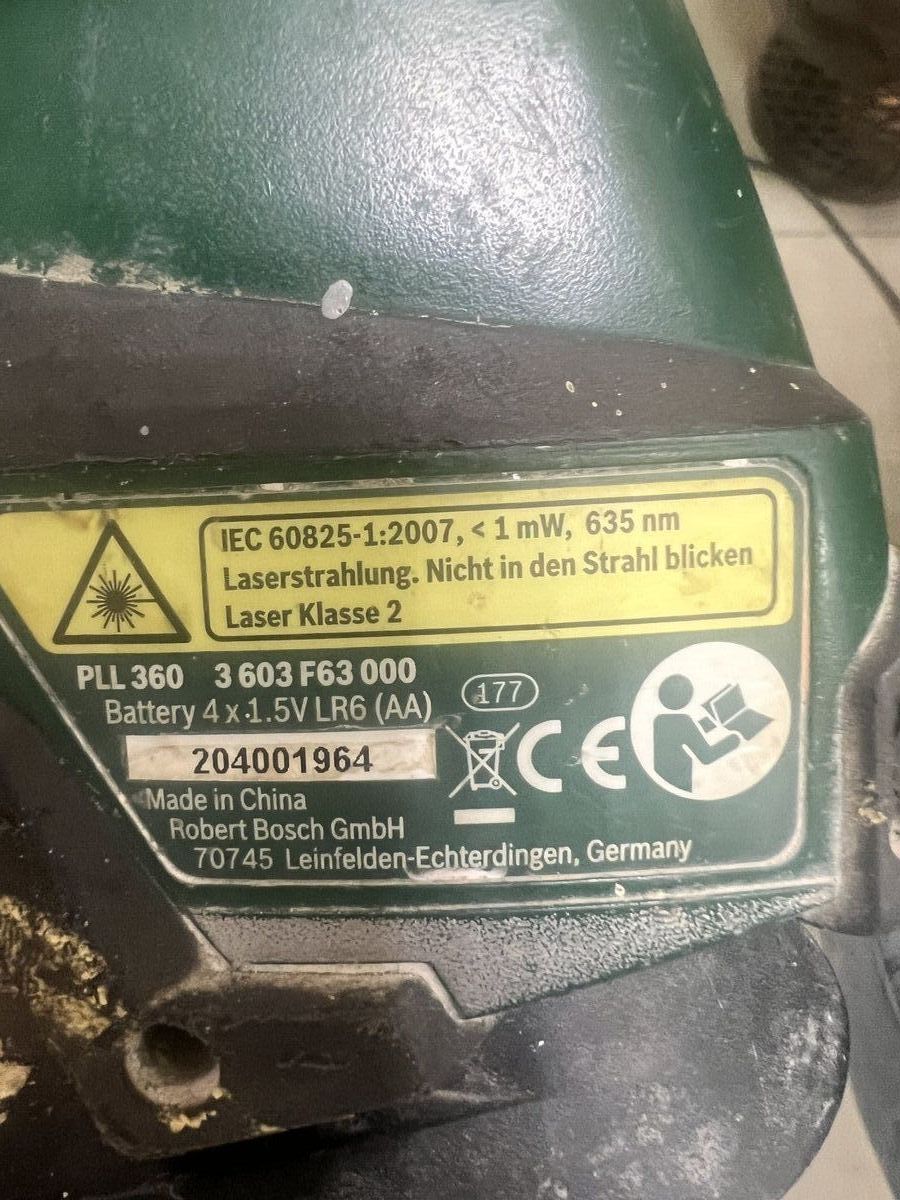 IEC 60825-1:2007, < 1 mW, 635 nm
Laserstrahlung. Nicht in den Strahl blicken
Laser Klasse 2
PLL 360 3 603 F63 000
Battery 4 x 1.5V LR6 (AA)
177
204001964
CE
Made in China
Robert Bosch GmbH
70745 Leinfelden-Echterdingen, Germany